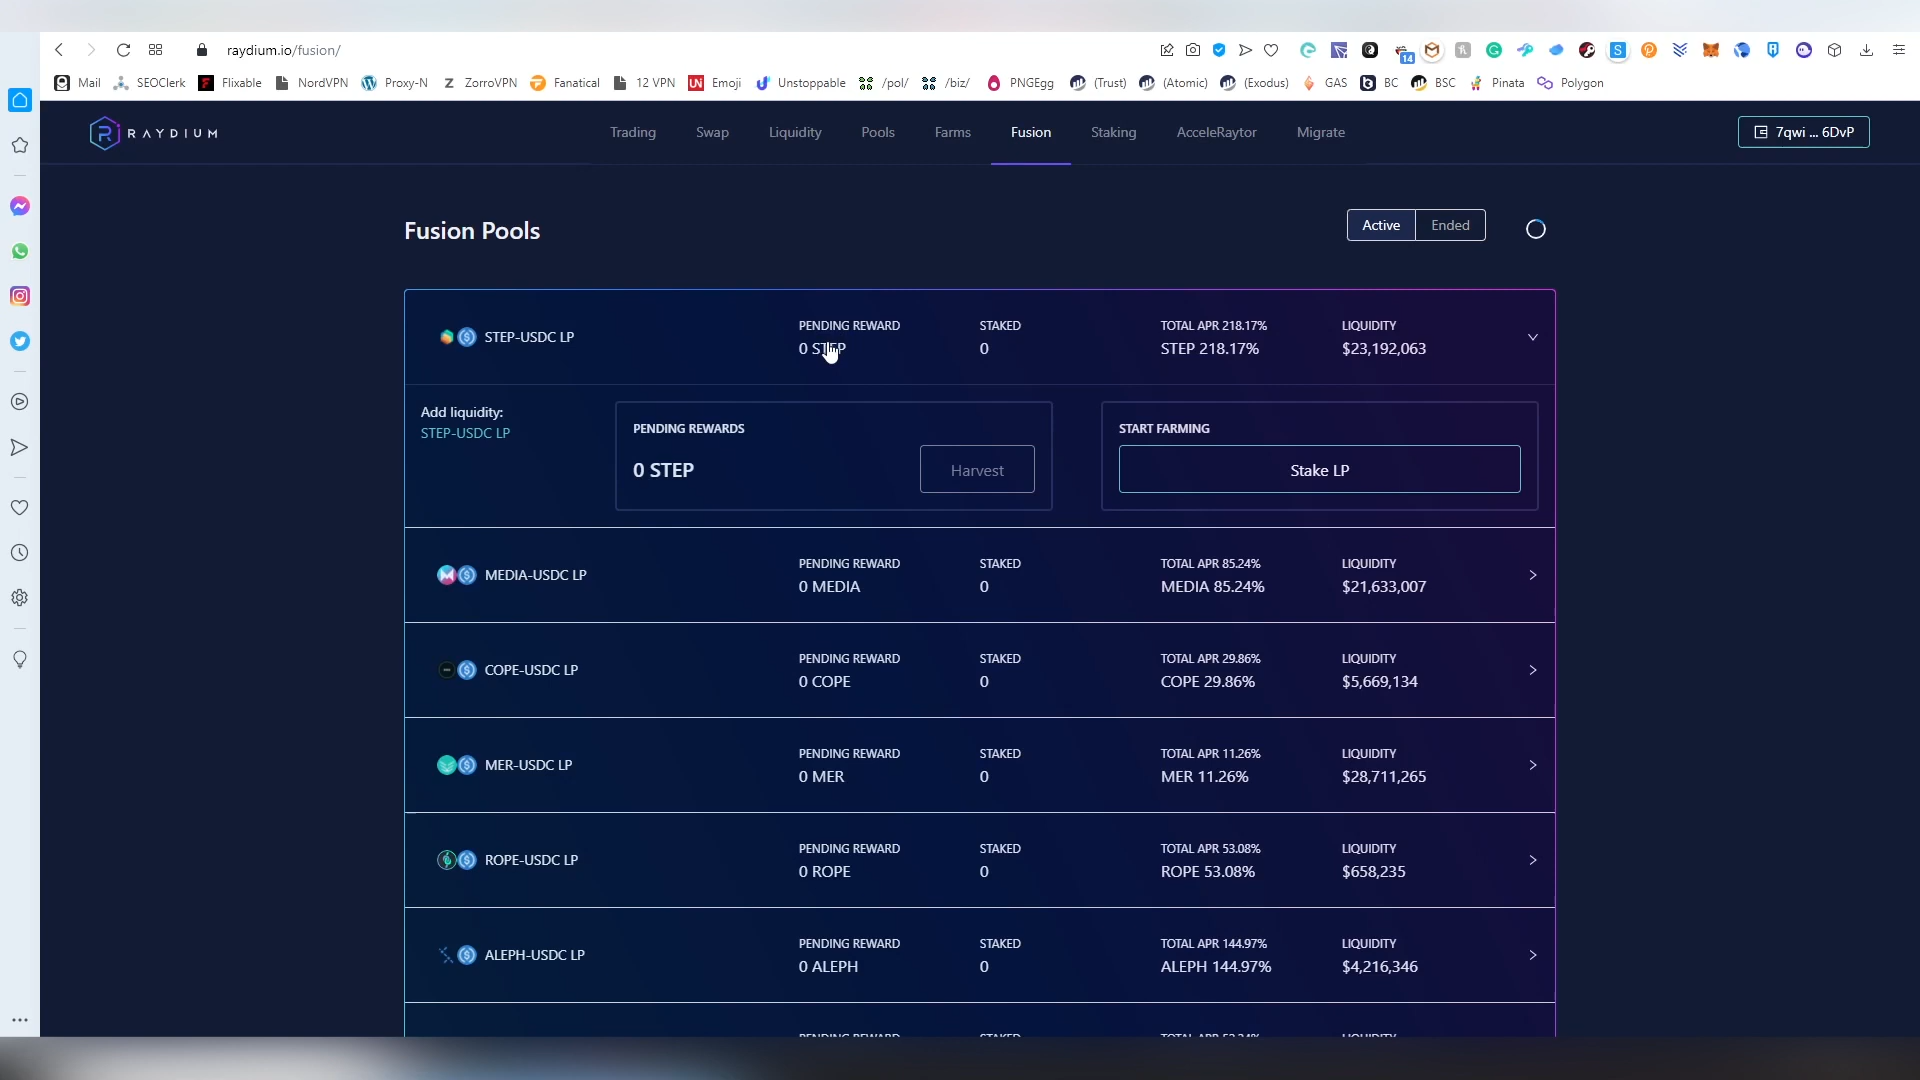 raydium.io/fusion/
14
Mail SEOClerk Flixable NordVPN Proxy-N ZorroVPN Fanatical 12 VPN Emoji Unstoppable /pol/ /biz/ PNGEgg (Trust) (Atomic) (Exodus) GAS BC BSC Pinata Polygon
RAYDIUM Trading Swap Liquidity Pools Farms Fusion Staking AcceleRaytor Migrate 7qwi ... 6DvP
Fusion Pools Active Ended
PENDING REWARD STAKED TOTAL APR 218.17% LIQUIDITY
STEP-USDC LP 0 STEP 0 STEP 218.17% $23,192,063
Add liquidity:
STEP-USDC LP
PENDING REWARDS
0 STEP Harvest
START FARMING
Stake LP
PENDING REWARD STAKED TOTAL APR 85.24% LIQUIDITY
MEDIA-USDC LP 0 MEDIA 0 MEDIA 85.24% $21,633,007
PENDING REWARD STAKED TOTAL APR 29.86% LIQUIDITY
COPE-USDC LP 0 COPE 0 COPE 29.86% $5,669,134
PENDING REWARD STAKED TOTAL APR 11.26% LIQUIDITY
MER-USDC LP 0 MER 0 MER 11.26% $28,711,265
PENDING REWARD STAKED TOTAL APR 53.08% LIQUIDITY
ROPE-USDC LP 0 ROPE 0 ROPE 53.08% $658,235
PENDING REWARD STAKED TOTAL APR 144.97% LIQUIDITY
ALEPH-USDC LP 0 ALEPH 0 ALEPH 144.97% $4,216,346